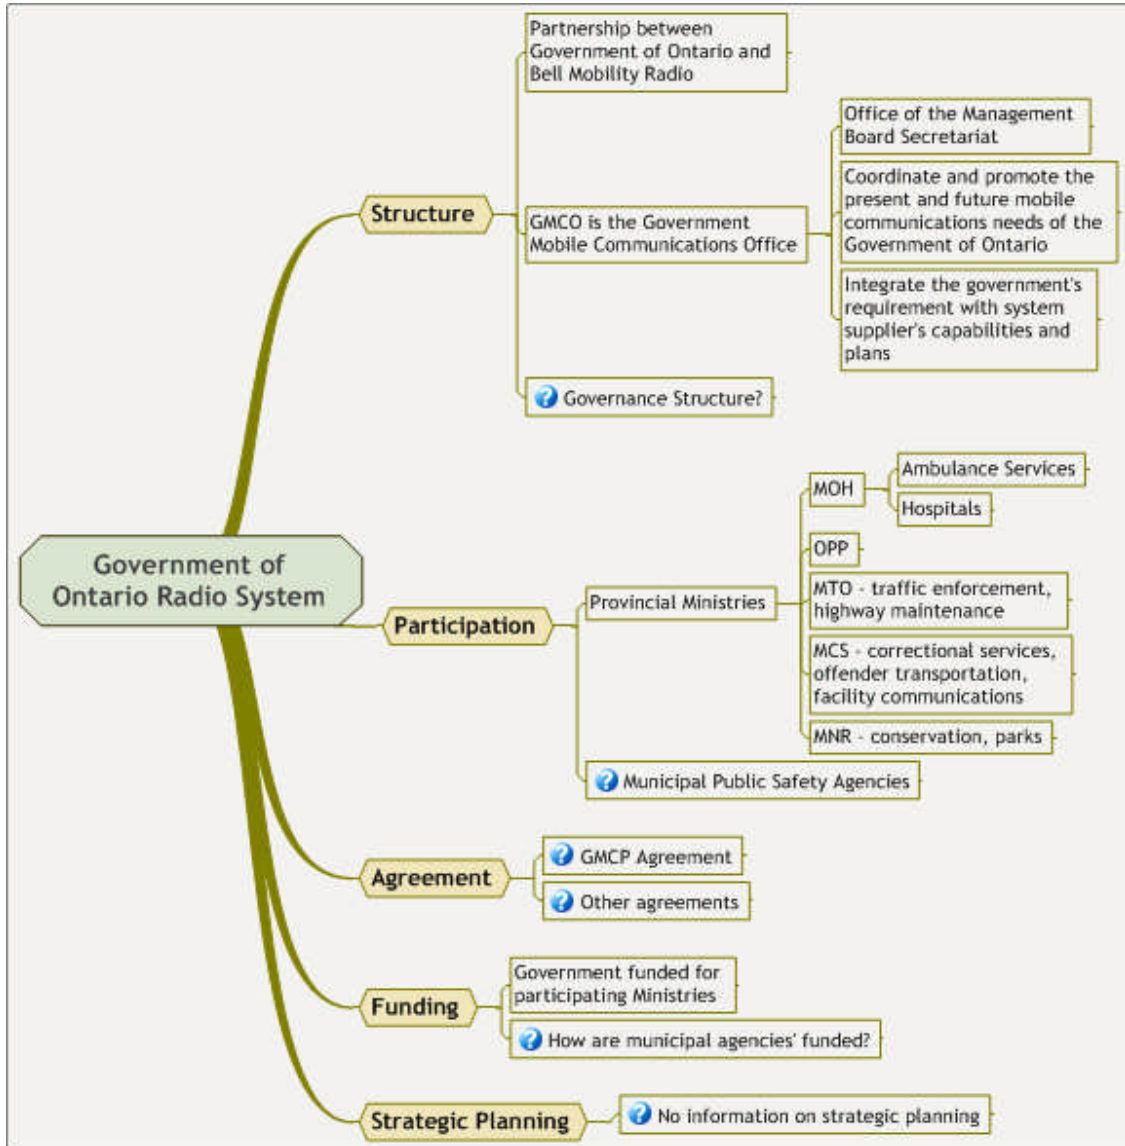 Government of
Ontario Radio System
Structure
Partnership between
Government of Ontario and
Bell Mobility Radio
GMCO is the Government
Mobile Communications Office
Office of the Management
Board Secretariat
Coordinate and promote the
present and future mobile
communications needs of the
Government of Ontario
Integrate the government's
requirement with system
supplier's capabilities and
plans
Governance Structure?
Participation
Provincial Ministries
MOH
Ambulance Services
Hospitals
OPP
MTO - traffic enforcement,
highway maintenance
MCS - correctional services,
offender transportation,
facility communications
MNR - conservation, parks
Municipal Public Safety Agencies
Agreement
GMCP Agreement
Other agreements
Funding
Government funded for
participating Ministries
How are municipal agencies' funded?
Strategic Planning
No information on strategic planning